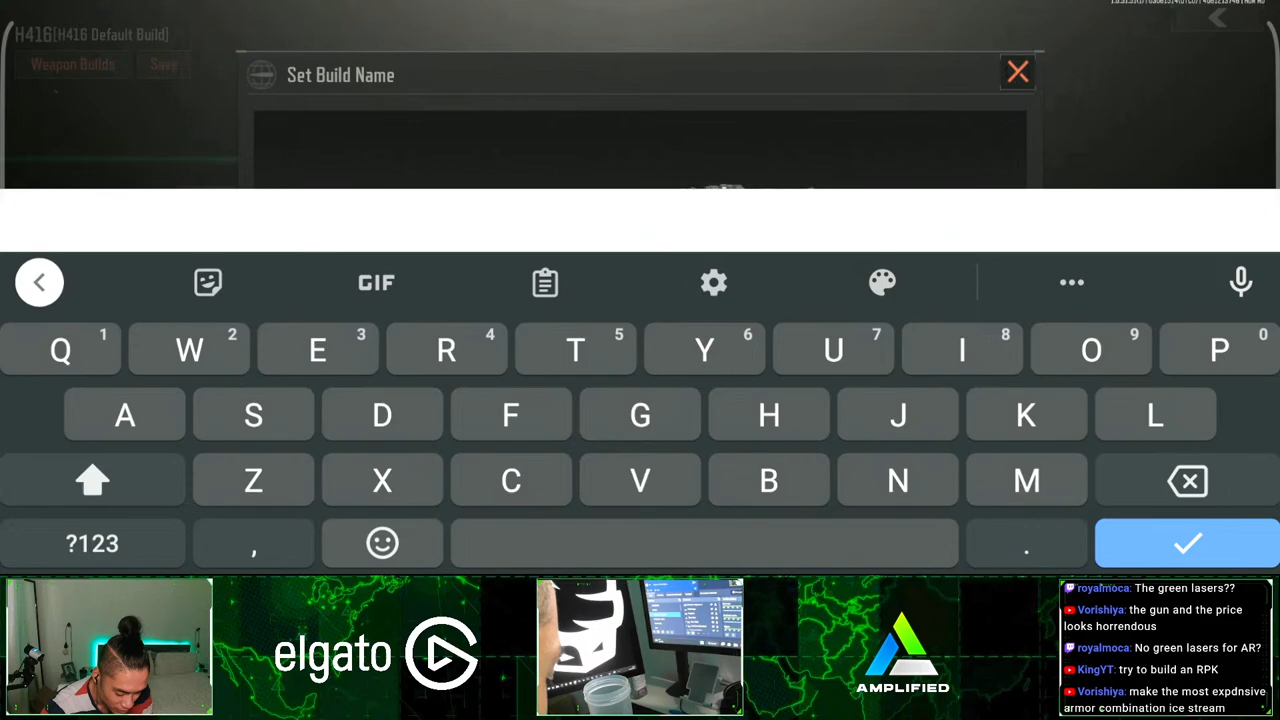 H416[H416 Default Build]
Weapon Builds Save
Set Build Name
GIF
Q 1 W 2 E 3 R 4 T 5 Y 6 U 7 I 8 O 9 P 0
A S D F G H J K L
Z X C V B N M
?123 , .
elgato
AMPLIFIED
royalmoca: The green lasers??
Vorishiya: the gun and the price
looks horrendous
royalmoca: No green lasers for AR?
KingYT: try to build an RPK
Vorishiya: make the most expdnsive
armor combination ice stream